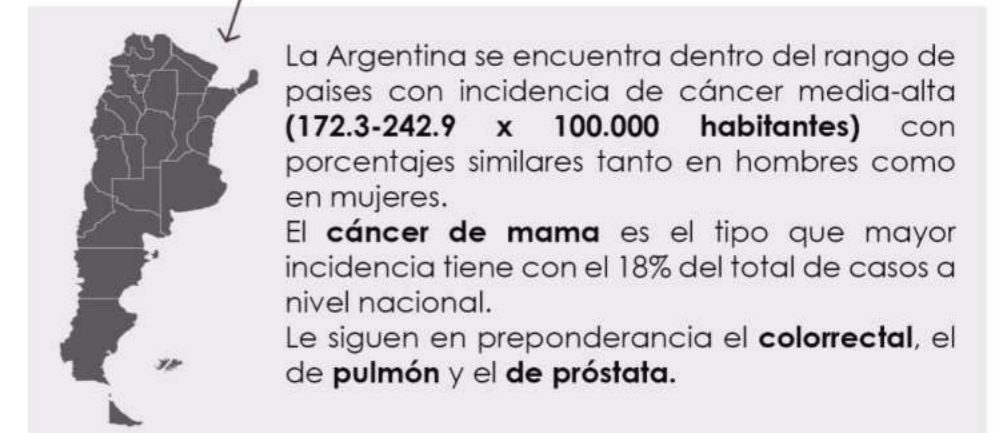 La Argentina se encuentra dentro del rango de
paises con incidencia de cáncer media-alta
(172.3-242.9 x 100.000 habitantes) con
porcentajes similares tanto en hombres como
en mujeres.
El cáncer de mama es el tipo que mayor
incidencia tiene con el 18% del total de casos a
nivel nacional.
Le siguen en preponderancia el colorrectal, el
de pulmón y el de próstata.